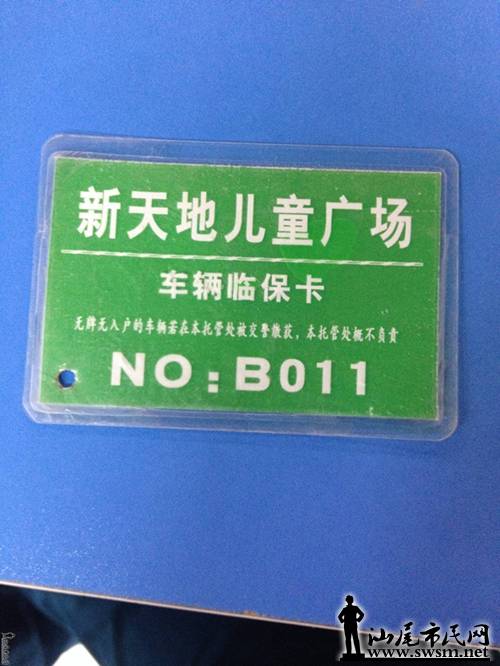 新天地儿童广场
车辆临保卡
无牌无入户的车辆若在本托管处被交警缴获，本托管处概不负责
NO:B011
汕尾市民网
www.swsm.net